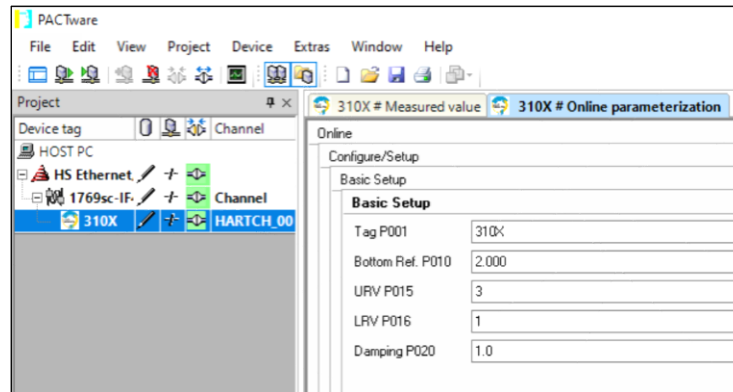 PACTware
File Edit View Project Device Extras Window Help
Project
310X # Measured value 310X # Online parameterization
Device tag Channel
HOST PC
HS Ethernet
1769sc-IF Channel
310X HARTCH_00
Online
Configure/Setup
Basic Setup
Basic Setup
Tag P001 310X
Bottom Ref. P010 2.000
URV P015 3
LRV P016 1
Damping P020 1.0